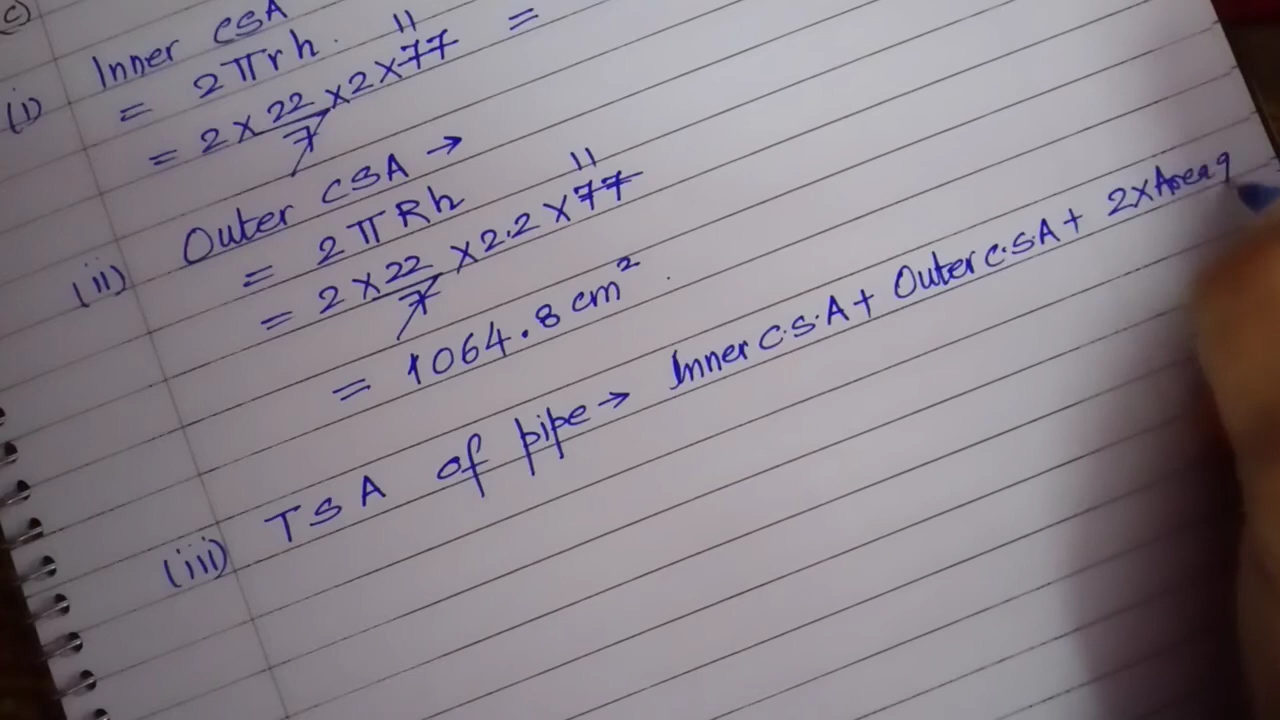 (i) Inner CSA
= 2πrh.
= 2 × 22/7 × 2 × 77 11 =
(ii) Outer CSA →
= 2πRh
= 2 × 22/7 × 2.2 × 77 11
= 1064.8 cm².
(iii) TSA of pipe → Inner C.S.A + Outer C.S.A + 2×Area